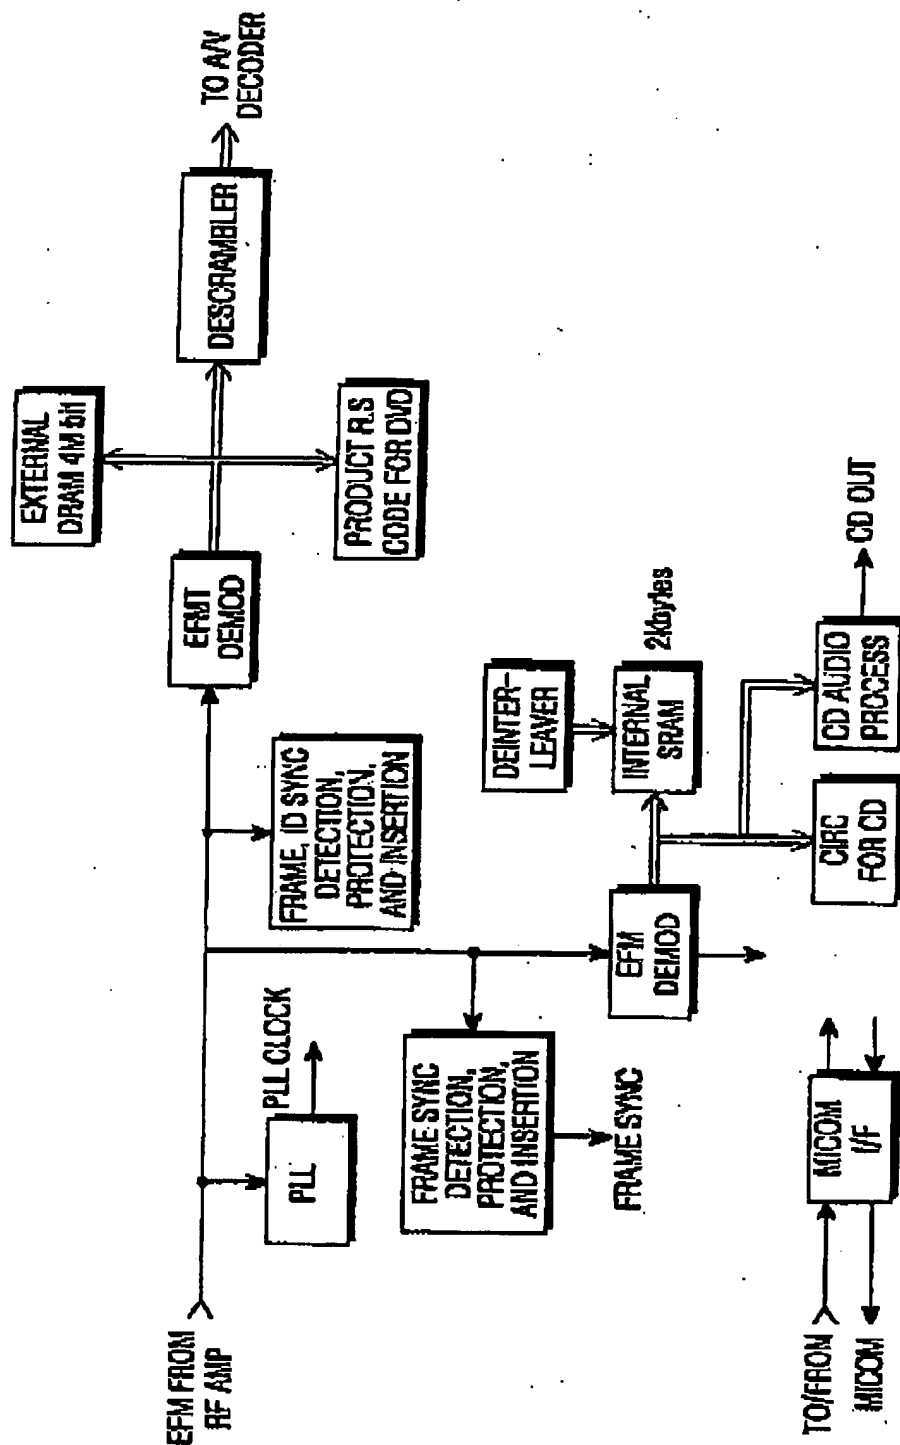 EFM FROM
RF AMP
PLL
PLL CLOCK
FRAME, ID SYNC
DETECTION,
PROTECTION,
AND INSERTION
EFMT
DEMOD
EXTERNAL
DRAM 4M bit
PRODUCT R.S
CODE FOR DVD
DESCRAMBLER
TO A/V
DECODER
FRAME SYNC
DETECTION,
PROTECTION,
AND INSERTION
FRAME SYNC
EFM
DEMOD
DEINTER-
LEAVER
INTERNAL
SRAM
2Kbytes
CIRC
FOR CD
CD AUDIO
PROCESS
CD OUT
TO/FROM
MICOM
MICOM
I/F